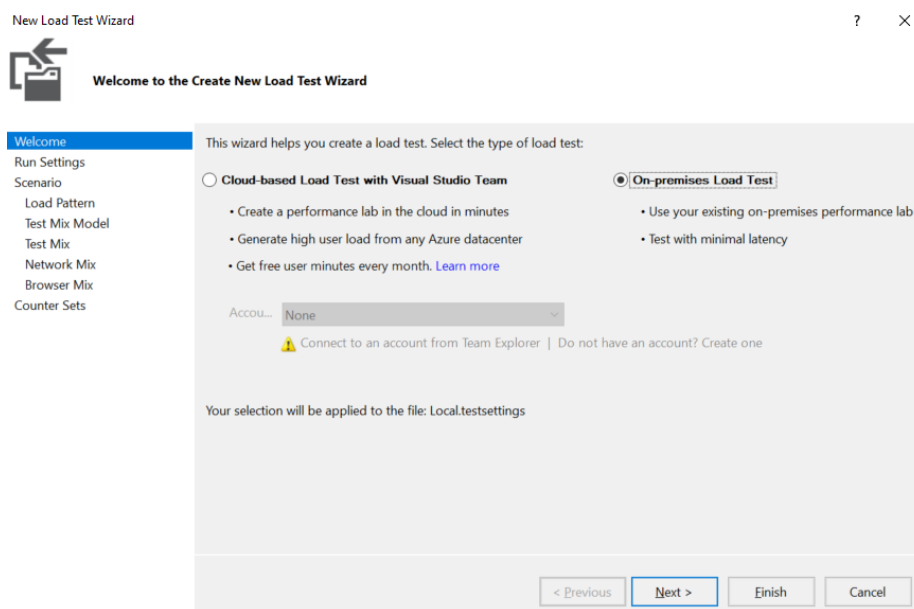 New Load Test Wizard
?
Welcome to the Create New Load Test Wizard
Welcome
Run Settings
Scenario
Load Pattern
Test Mix Model
Test Mix
Network Mix
Browser Mix
Counter Sets
This wizard helps you create a load test. Select the type of load test:
Cloud-based Load Test with Visual Studio Team
• Create a performance lab in the cloud in minutes
• Generate high user load from any Azure datacenter
• Get free user minutes every month. Learn more
On-premises Load Test
• Use your existing on-premises performance lab
• Test with minimal latency
Accou... None
Connect to an account from Team Explorer | Do not have an account? Create one
Your selection will be applied to the file: Local.testsettings
< Previous
Next >
Finish
Cancel